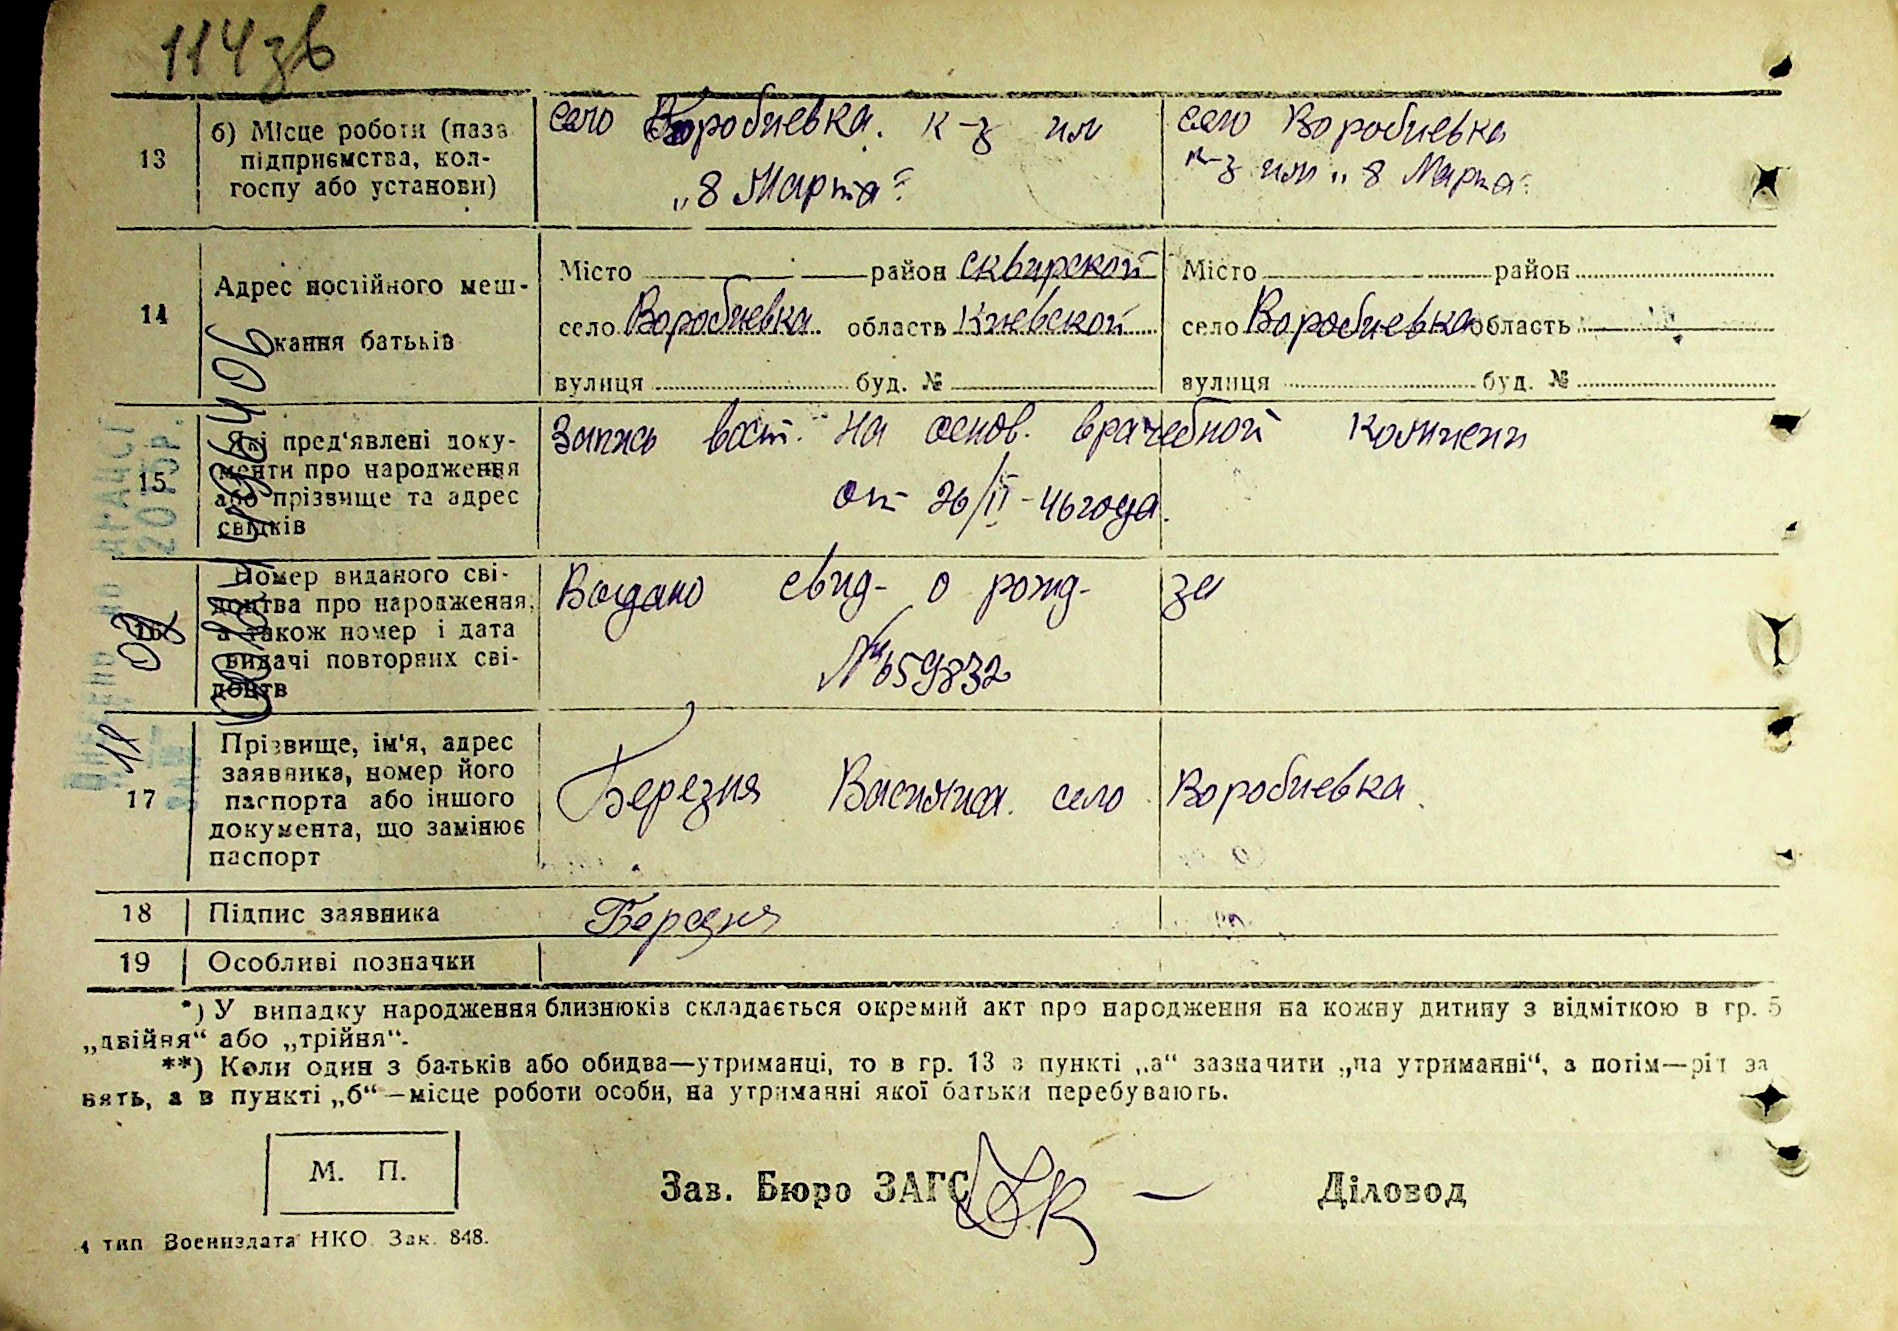 114зв
13
б) Місце роботи (назва
підприємства, кол-
госпу або установи)
село Воробиевка. к-з им
„8 Марта"
село Воробиевка
к-з им „8 Марта"
14
Адрес постійного меш-
кання батьків
Місто район сквирской
село Воробиевка область Киевской
вулиця буд. №
Місто район
село Воробиевка область
вулиця буд. №
15
Які пред'явлені доку-
менти про народження
або прізвище та адрес
свідків
Запись вост. на основ. врачебной комисии
от 26/II-46 года.
16
Номер виданого сві-
доцтва про народження,
а також номер і дата
видачі повторних сві-
доцтв
Выдано свид- о рожд- за
№ 659832
17
Прізвище, ім'я, адрес
заявника, номер його
паспорта або іншого
документа, що замінює
паспорт
Березня Василиса. село Воробиевка.
18 Підпис заявника Березня
19 Особливі позначки
*) У випадку народження близнюків складається окремий акт про народження на кожну дитину з відміткою в гр. 5
„двійня“ або „трійня“.
**) Коли один з батьків або обидва—утриманці, то в гр. 13 в пункті „а“ зазначити „на утриманні“, а потім—рід за
нять, а в пункті „б“—місце роботи особи, на утриманні якої батьки перебувають.
М. П.
Зав. Бюро ЗАГС
Діловод
4 тип Воениздата НКО. Зак. 848.